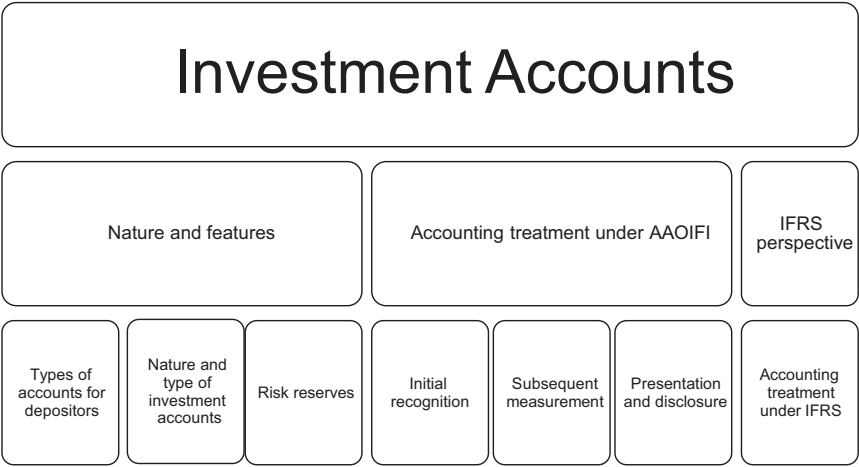 Investment Accounts
Nature and features
Accounting treatment under AAOIFI
IFRS
perspective
Types of
accounts for
depositors
Nature and
type of
investment
accounts
Risk reserves
Initial
recognition
Subsequent
measurement
Presentation
and disclosure
Accounting
treatment
under IFRS